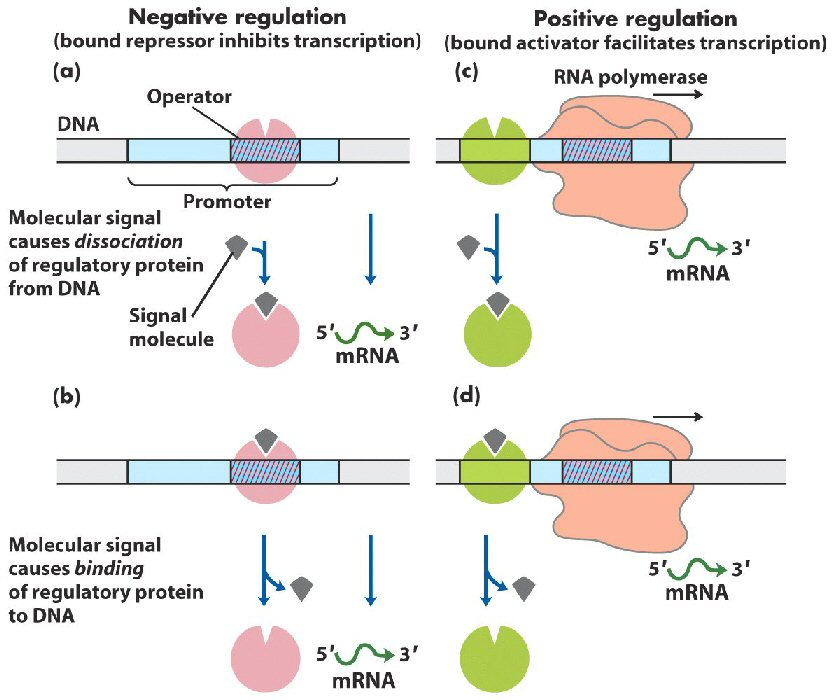 Negative regulation
(bound repressor inhibits transcription)
Positive regulation
(bound activator facilitates transcription)
(a)
Operator
DNA
Promoter
Molecular signal
causes dissociation
of regulatory protein
from DNA
Signal
molecule
5′ 3′
mRNA
(c)
RNA polymerase
5′ 3′
mRNA
(b)
Molecular signal
causes binding
of regulatory protein
to DNA
5′ 3′
mRNA
(d)
5′ 3′
mRNA